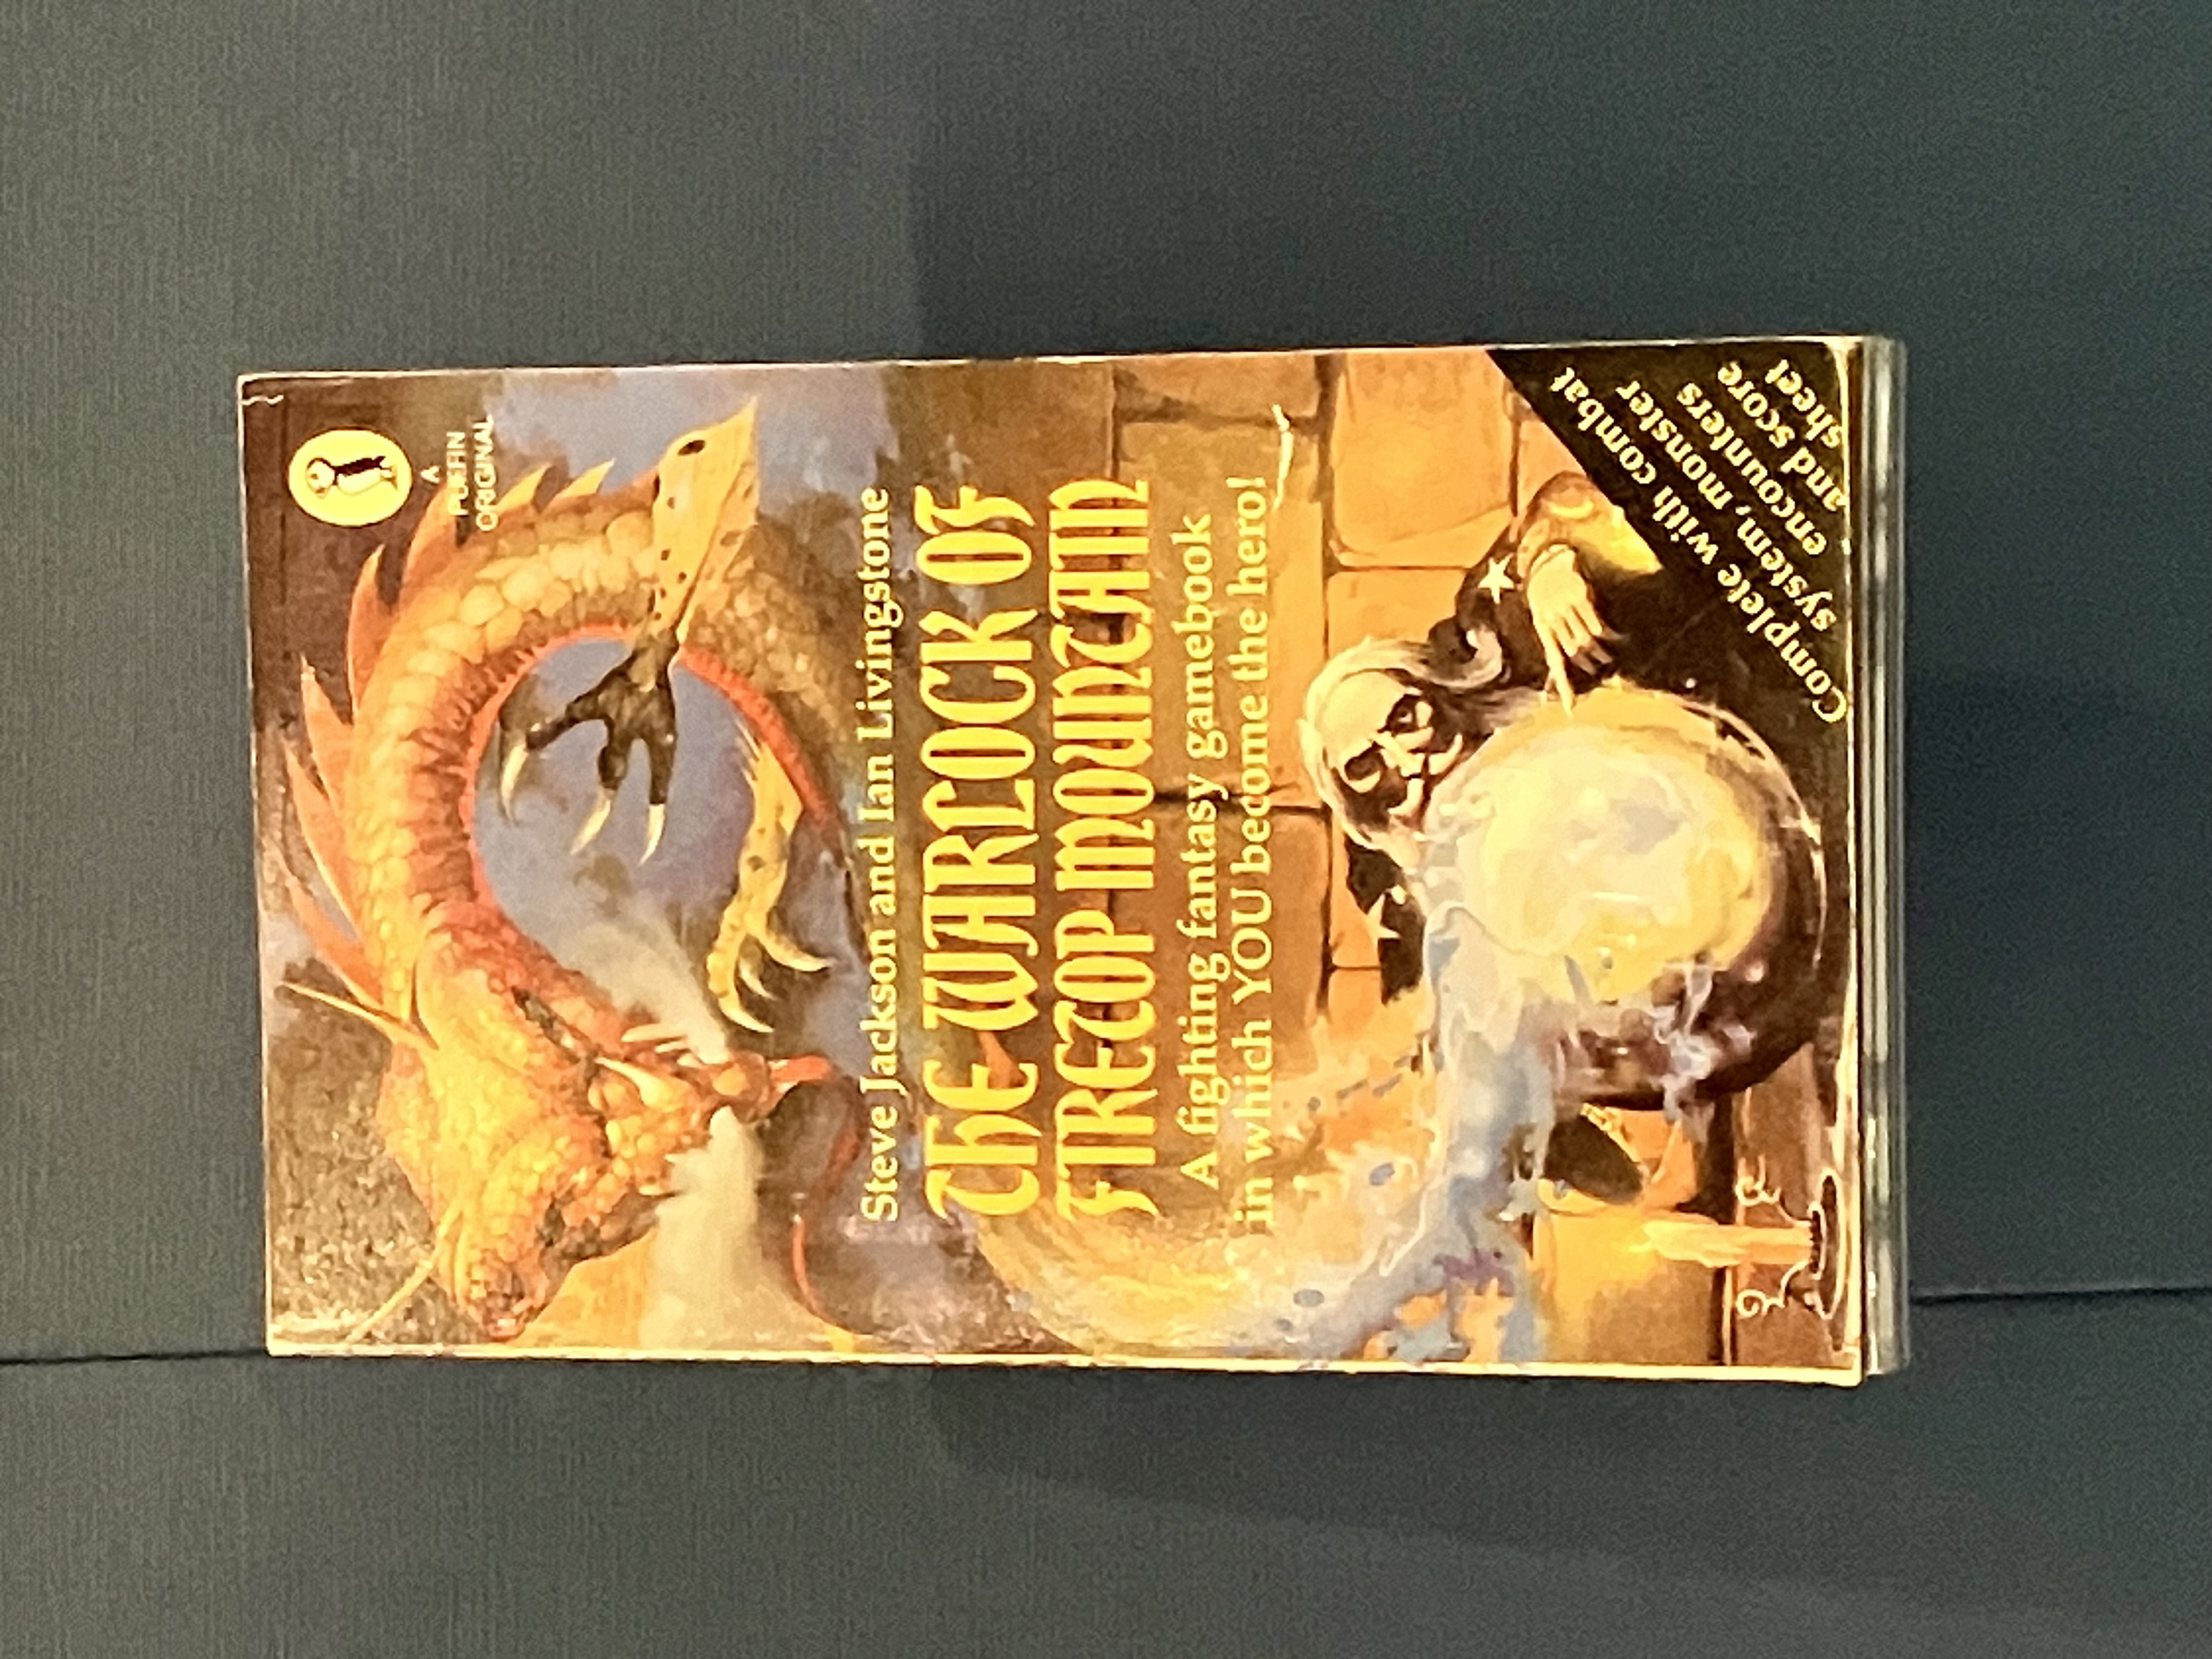 A
PUFFIN
ORIGINAL
Steve Jackson and Ian Livingstone
THE WARLOCK OF
FIRETOP MOUNTAIN
A fighting fantasy gamebook
in which YOU become the hero!
Complete with combat
system, monster
encounters
and score
sheet